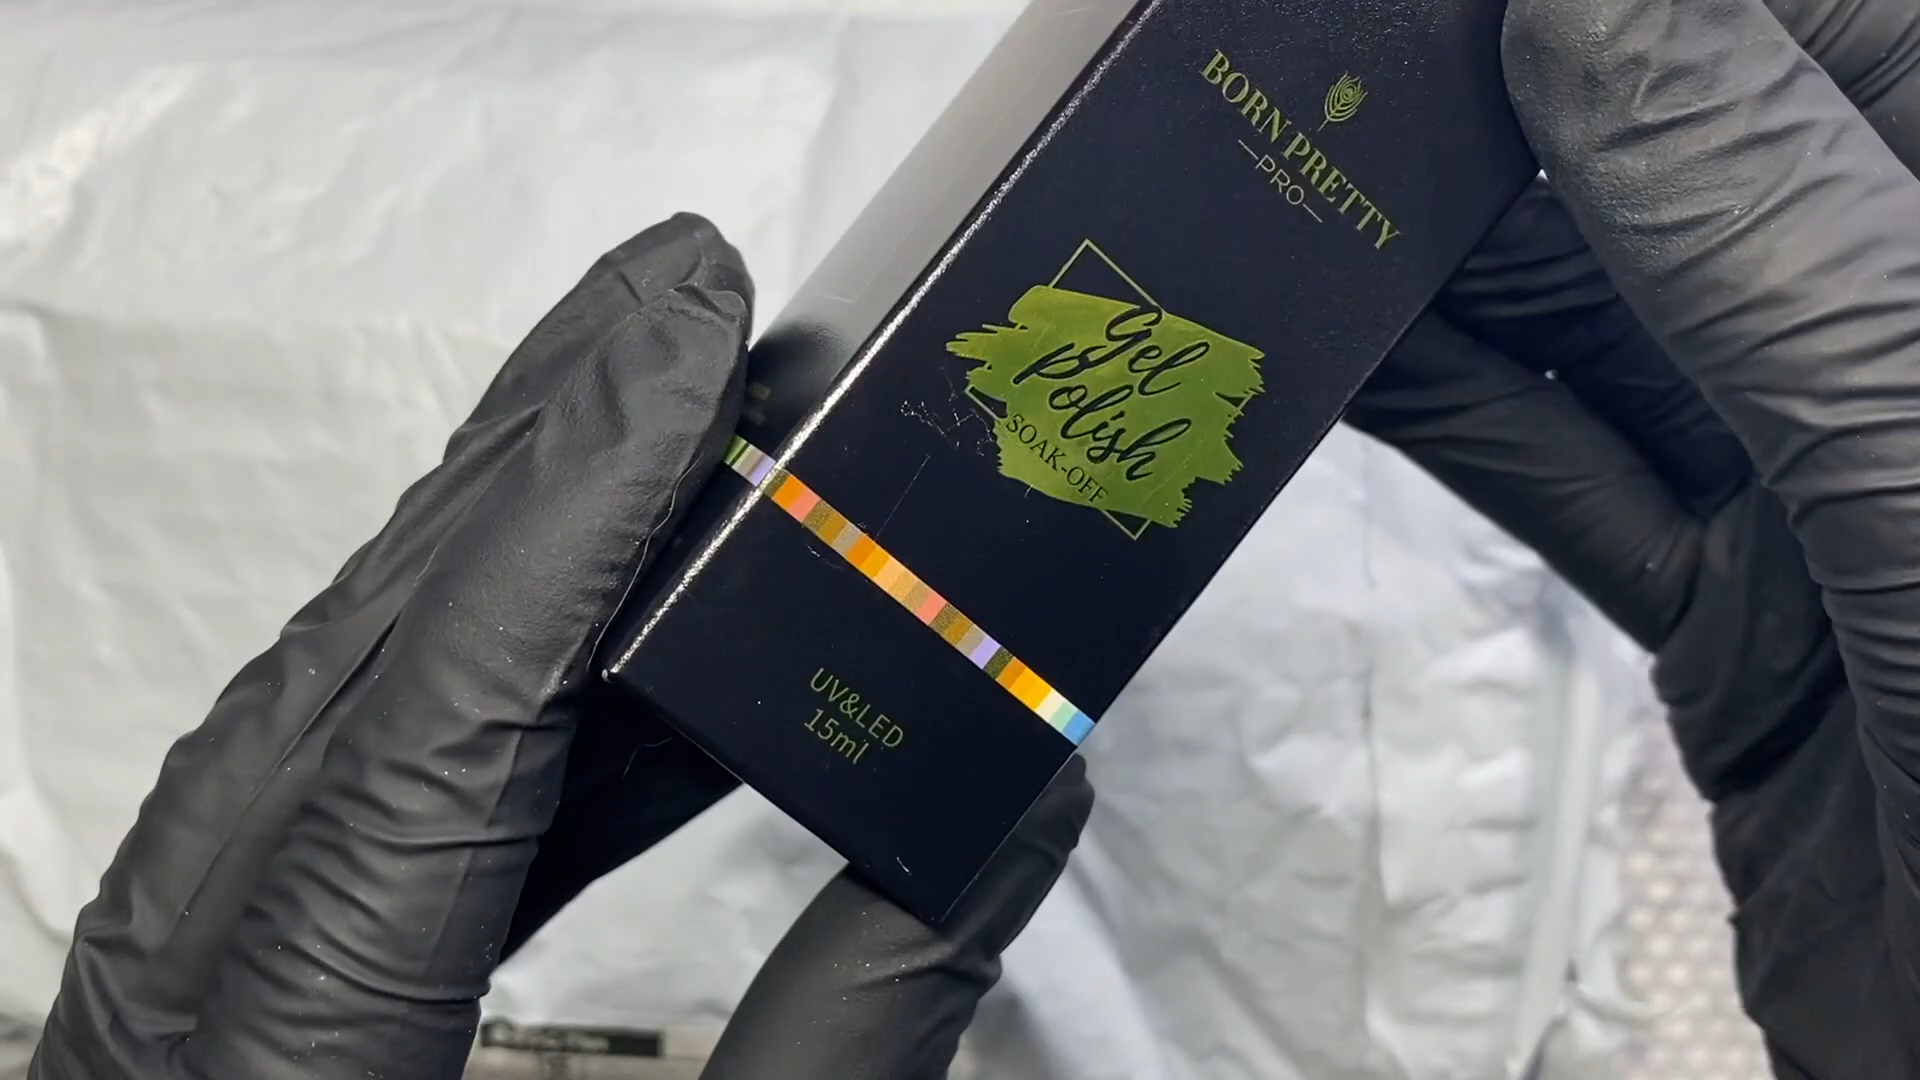 BORN PRETTY
—PRO—
Gel
polish
SOAK-OFF
UV&LED
15ml